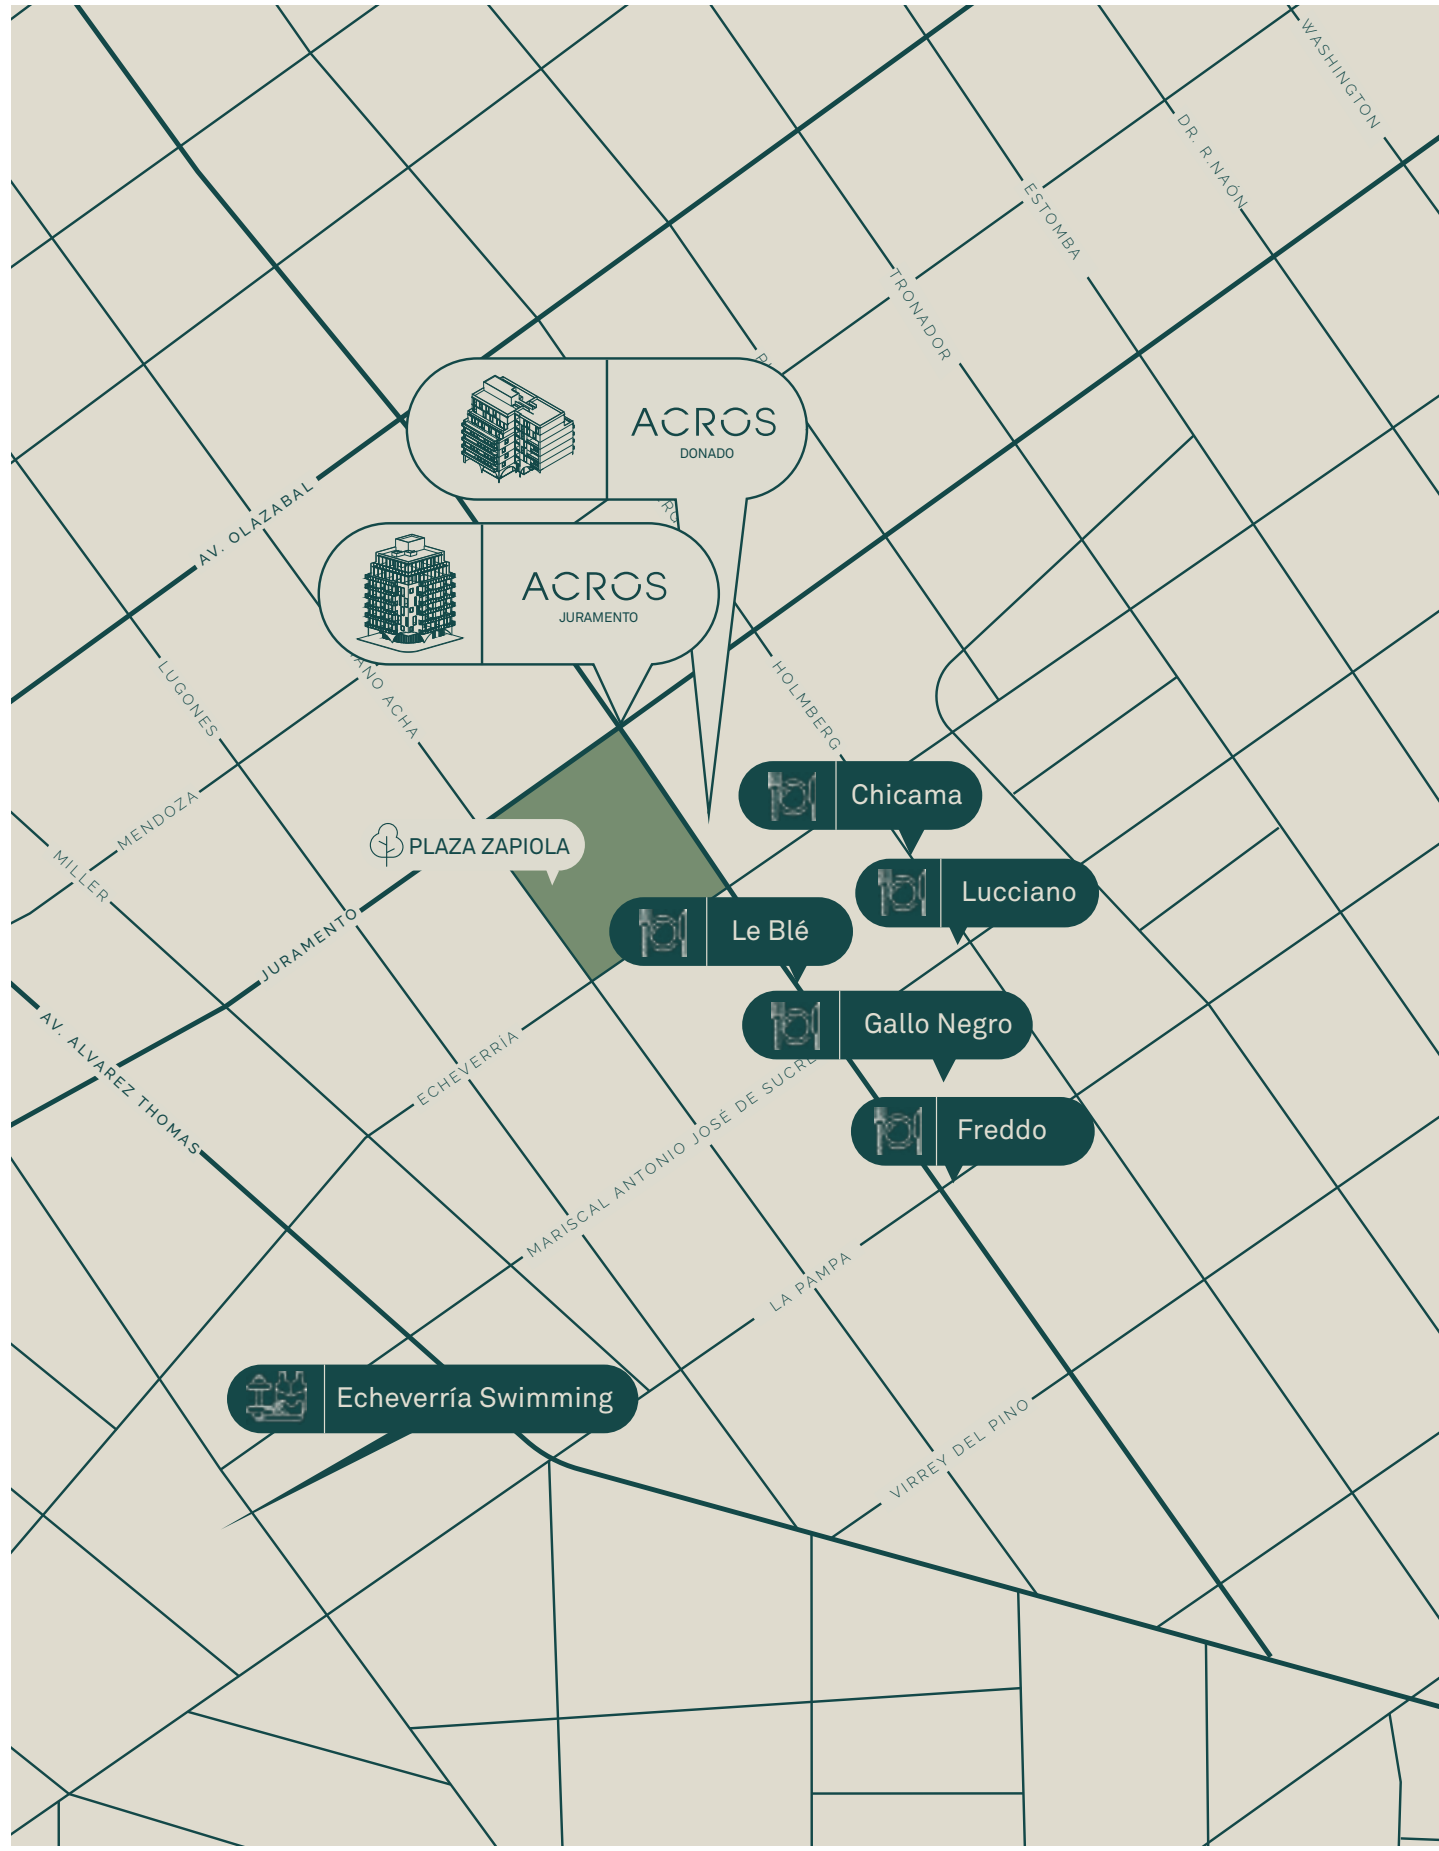 WASHINGTON
DR. R.NAÓN
ESTOMBA
TRONADOR
ACROS
DONADO
AV. OLAZABAL
ACROS
JURAMENTO
LUGONES
ANO ACHA
HOLMBERG
Chicama
MENDOZA
MILLER
PLAZA ZAPIOLA
Lucciano
JURAMENTO
Le Blé
AV. ALVAREZ THOMAS
ECHEVERRÍA
Gallo Negro
MARISCAL ANTONIO JOSÉ DE SUCRE
Freddo
LA PAMPA
Echeverría Swimming
VIRREY DEL PINO